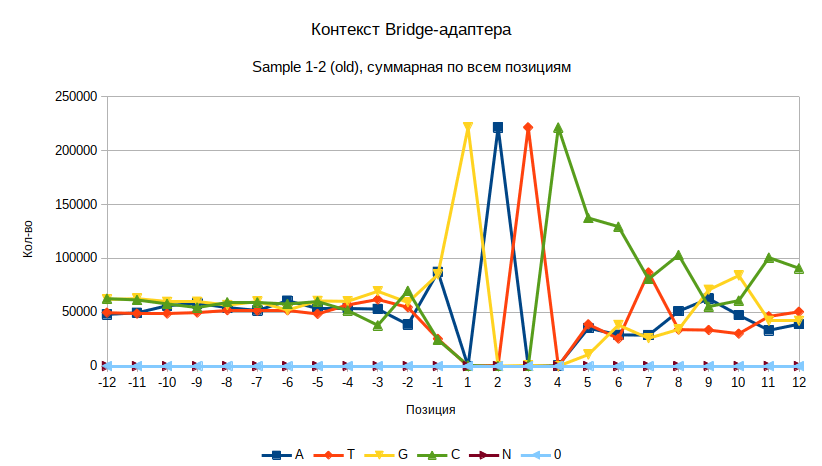 Контекст Bridge-адаптера
Sample 1-2 (old), суммарная по всем позициям
250000
200000
150000
100000
50000
0
Кол-во
-12 -11 -10 -9 -8 -7 -6 -5 -4 -3 -2 -1 1 2 3 4 5 6 7 8 9 10 11 12
Позиция
A T G C N 0